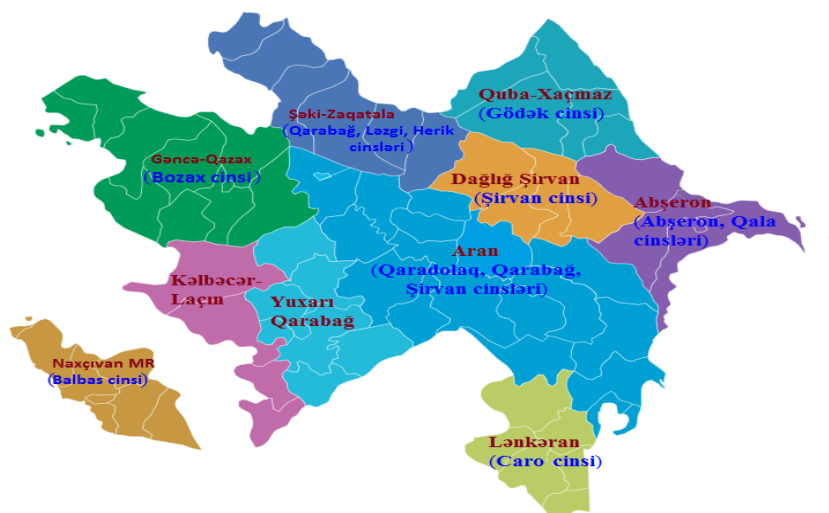 Quba-Xaçmaz
(Gödək cinsi)
Şəki-Zaqatala
(Qarabağ, Ləzgi, Herik
cinsləri )
Gəncə-Qazax
(Bozax cinsi)
Dağlığ Şirvan
(Şirvan cinsi)
Abşeron
(Abşeron, Qala
cinsləri)
Aran
(Qaradolaq, Qarabağ,
Şirvan cinsləri)
Kəlbəcər-
Laçın
Yuxarı
Qarabağ
Naxçıvan MR
(Balbas cinsi)
Lənkəran
(Caro cinsi)